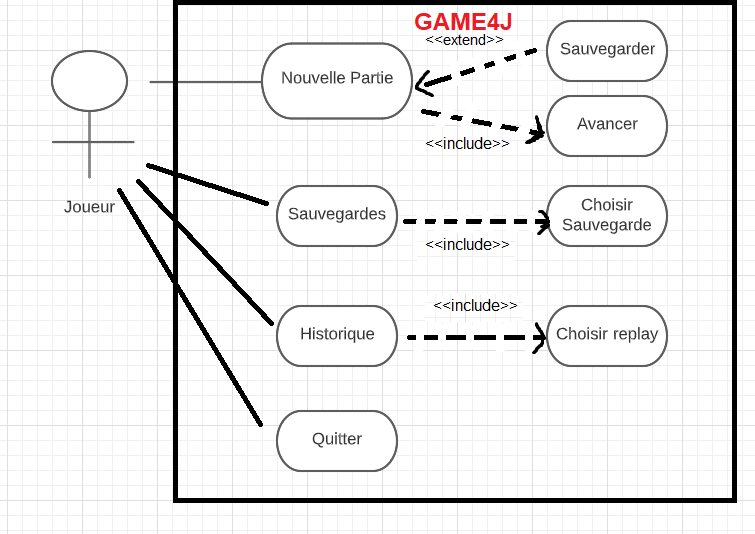 GAME4J
<<extend>>
Sauvegarder
Nouvelle Partie
Avancer
<<include>>
Joueur
Sauvegardes
Choisir
Sauvegarde
<<include>>
<<include>>
Historique
Choisir replay
Quitter